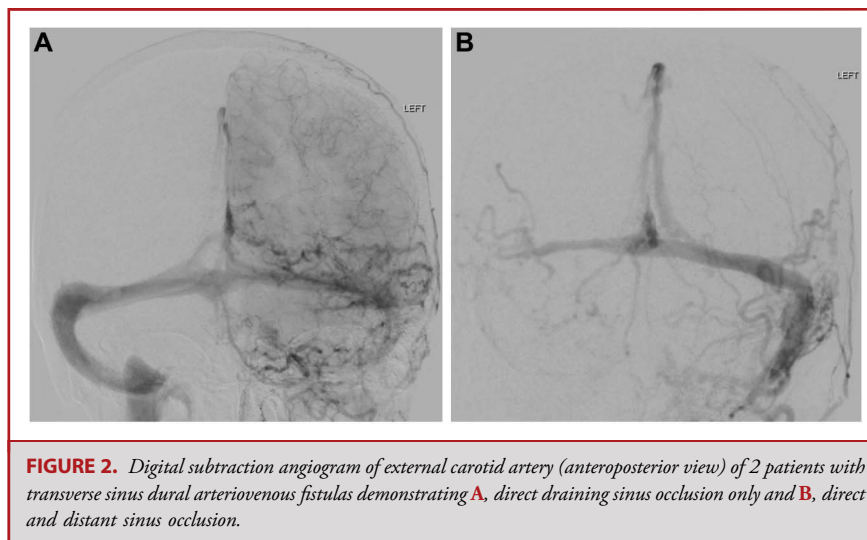 A
LEFT
B
LEFT
FIGURE 2. Digital subtraction angiogram of external carotid artery (anteroposterior view) of 2 patients with
transverse sinus dural arteriovenous fistulas demonstrating A, direct draining sinus occlusion only and B, direct
and distant sinus occlusion.